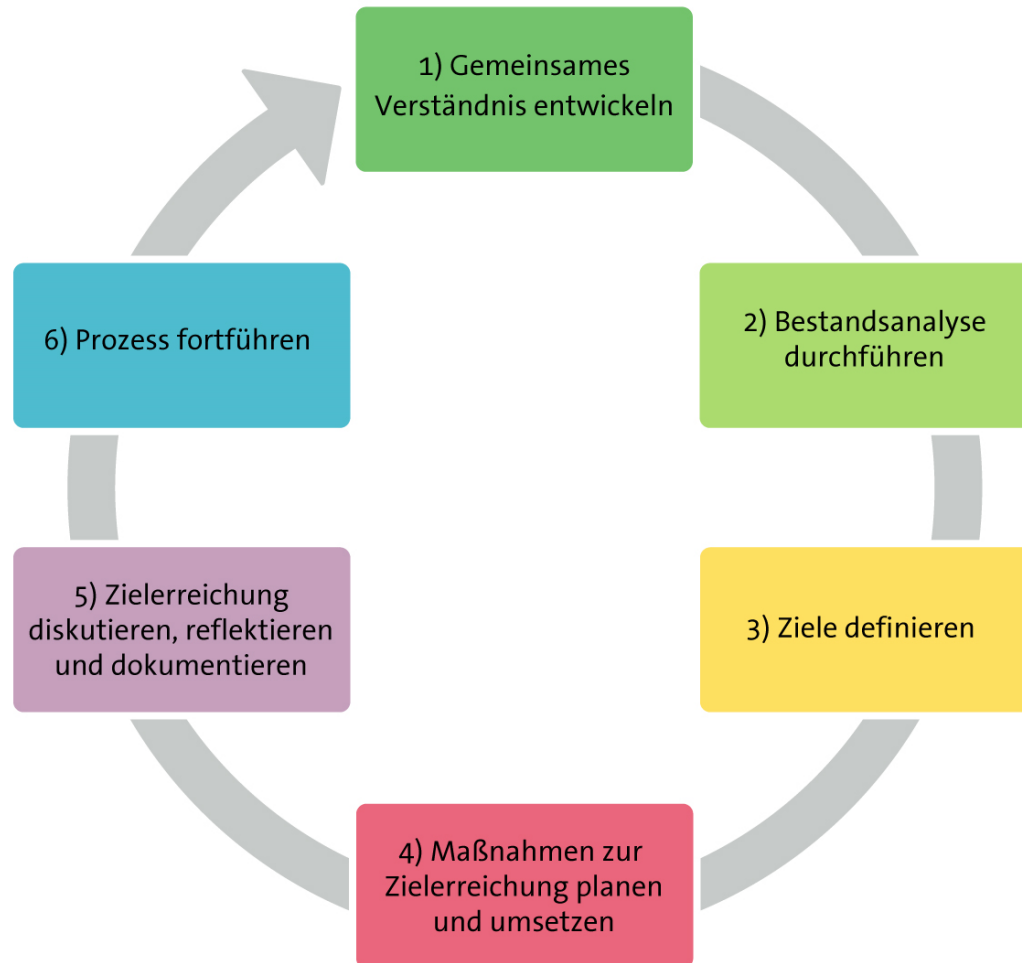 1) Gemeinsames
Verständnis entwickeln
2) Bestandsanalyse
durchführen
3) Ziele definieren
4) Maßnahmen zur
Zielerreichung planen
und umsetzen
5) Zielerreichung
diskutieren, reflektieren
und dokumentieren
6) Prozess fortführen